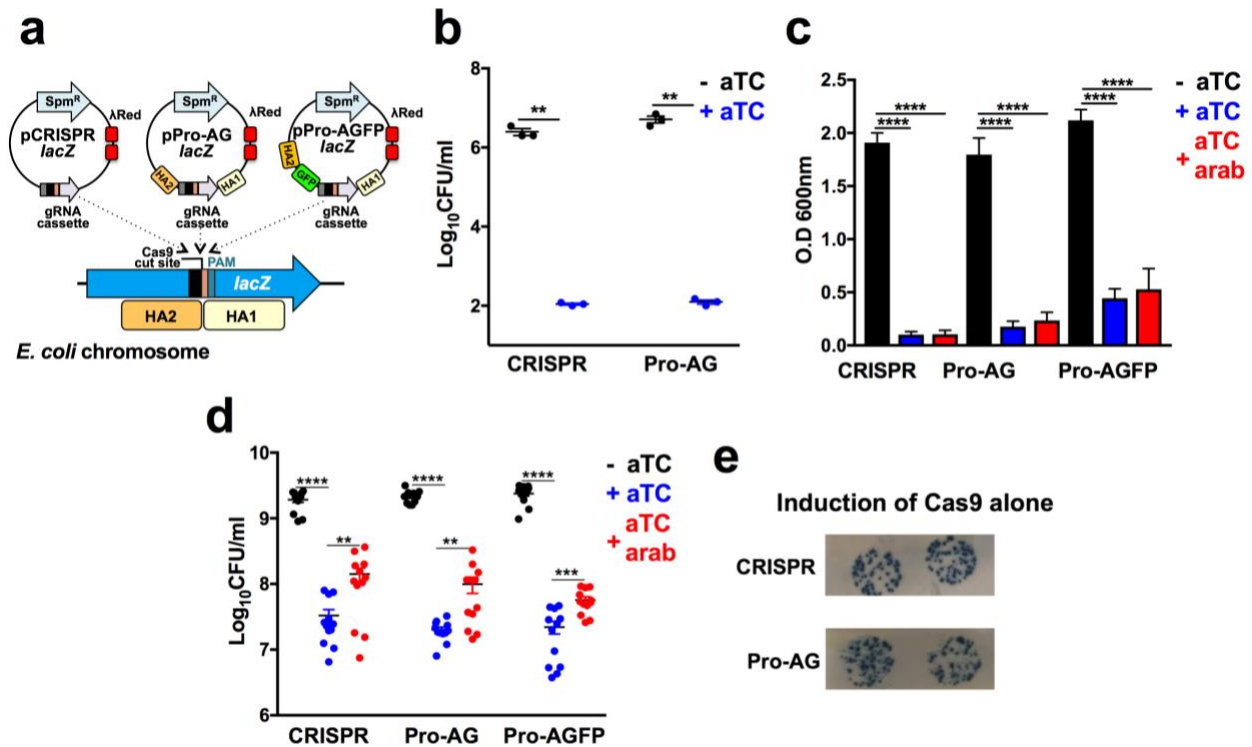 a
Spm^R
λRed
pCRISPR
lacZ
gRNA
cassette
Spm^R
λRed
pPro-AG
lacZ
HA2
HA1
gRNA
cassette
Spm^R
λRed
pPro-AGFP
lacZ
HA2
GFP
HA1
gRNA
cassette
Cas9
cut site
PAM
lacZ
HA2
HA1
E. coli chromosome
b
Log10CFU/ml
8
6
4
2
**
**
- aTC
+ aTC
CRISPR
Pro-AG
c
O.D 600nm
2.5
2.0
1.5
1.0
0.5
0.0
****
****
****
****
****
****
- aTC
+ aTC
aTC
+
arab
CRISPR
Pro-AG
Pro-AGFP
d
Log10CFU/ml
10
9
8
7
6
****
**
****
**
****
***
- aTC
+ aTC
aTC
+
arab
CRISPR
Pro-AG
Pro-AGFP
e
Induction of Cas9 alone
CRISPR
Pro-AG